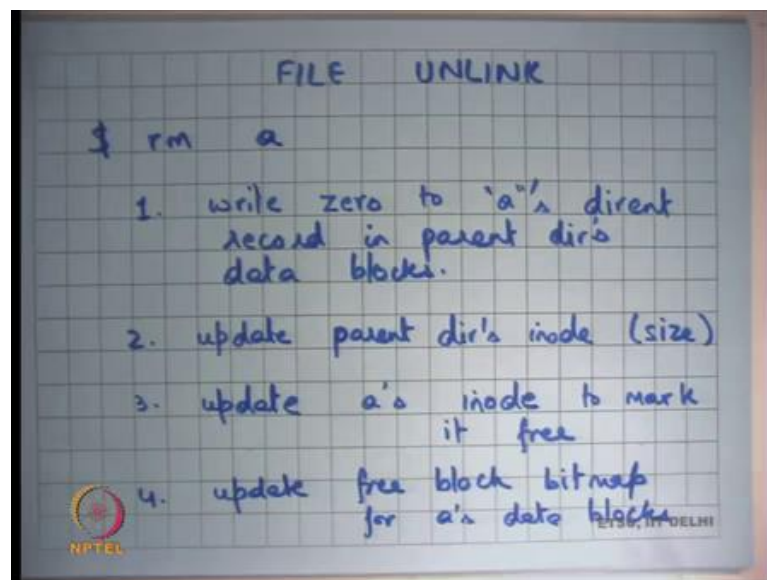 FILE UNLINK
$ rm a
1. write zero to "a"'s dirent
record in parent dir's
data blocks.
2. update parent dir's inode (size)
3. update a's inode to mark
it free
4. update free block bitmap
for a's data blocks
NPTEL
DELHI